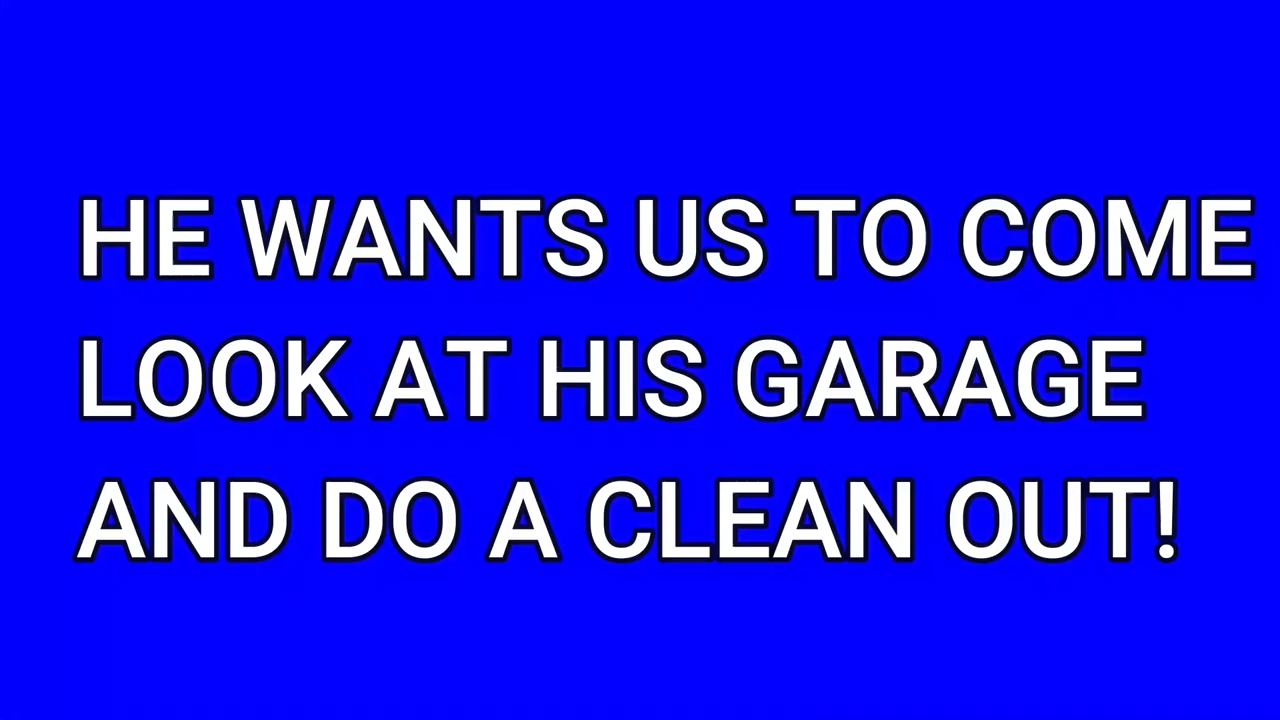 HE WANTS US TO COME
LOOK AT HIS GARAGE
AND DO A CLEAN OUT!